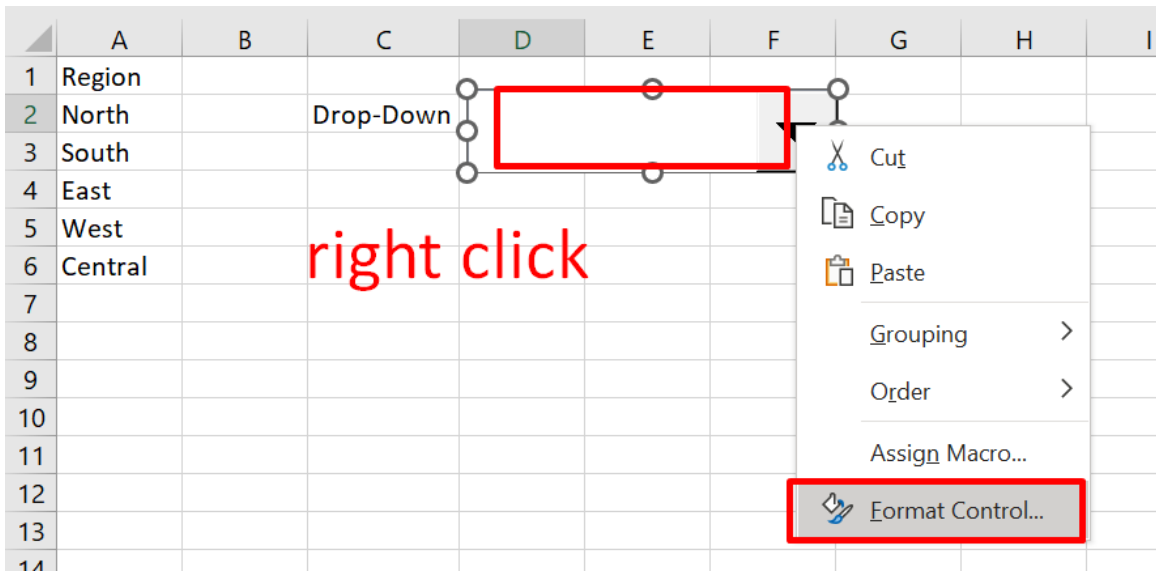 A B C D E F G H I
1 Region
2 North Drop-Down
3 South
Cut
4 East
Copy
5 West
right click
6 Central
Paste
7
8
Grouping
9
Order
10
11
Assign Macro...
12
Format Control...
13
14